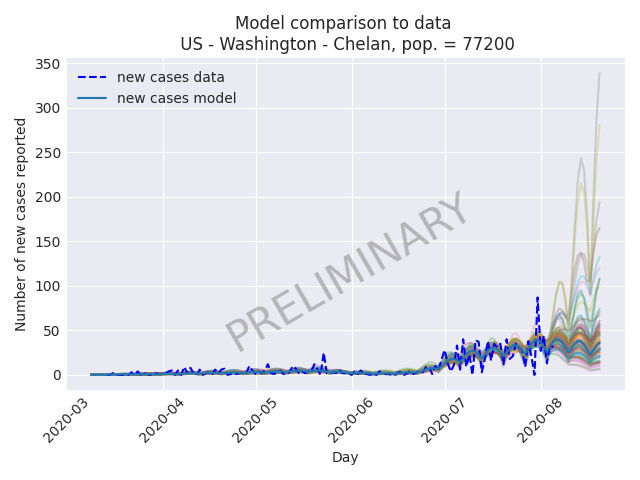 Model comparison to data
US - Washington - Chelan, pop. = 77200
350
300
250
200
150
100
50
0
Number of new cases reported
new cases data
new cases model
PRELIMINARY
2020-03
2020-04
2020-05
2020-06
2020-07
2020-08
Day